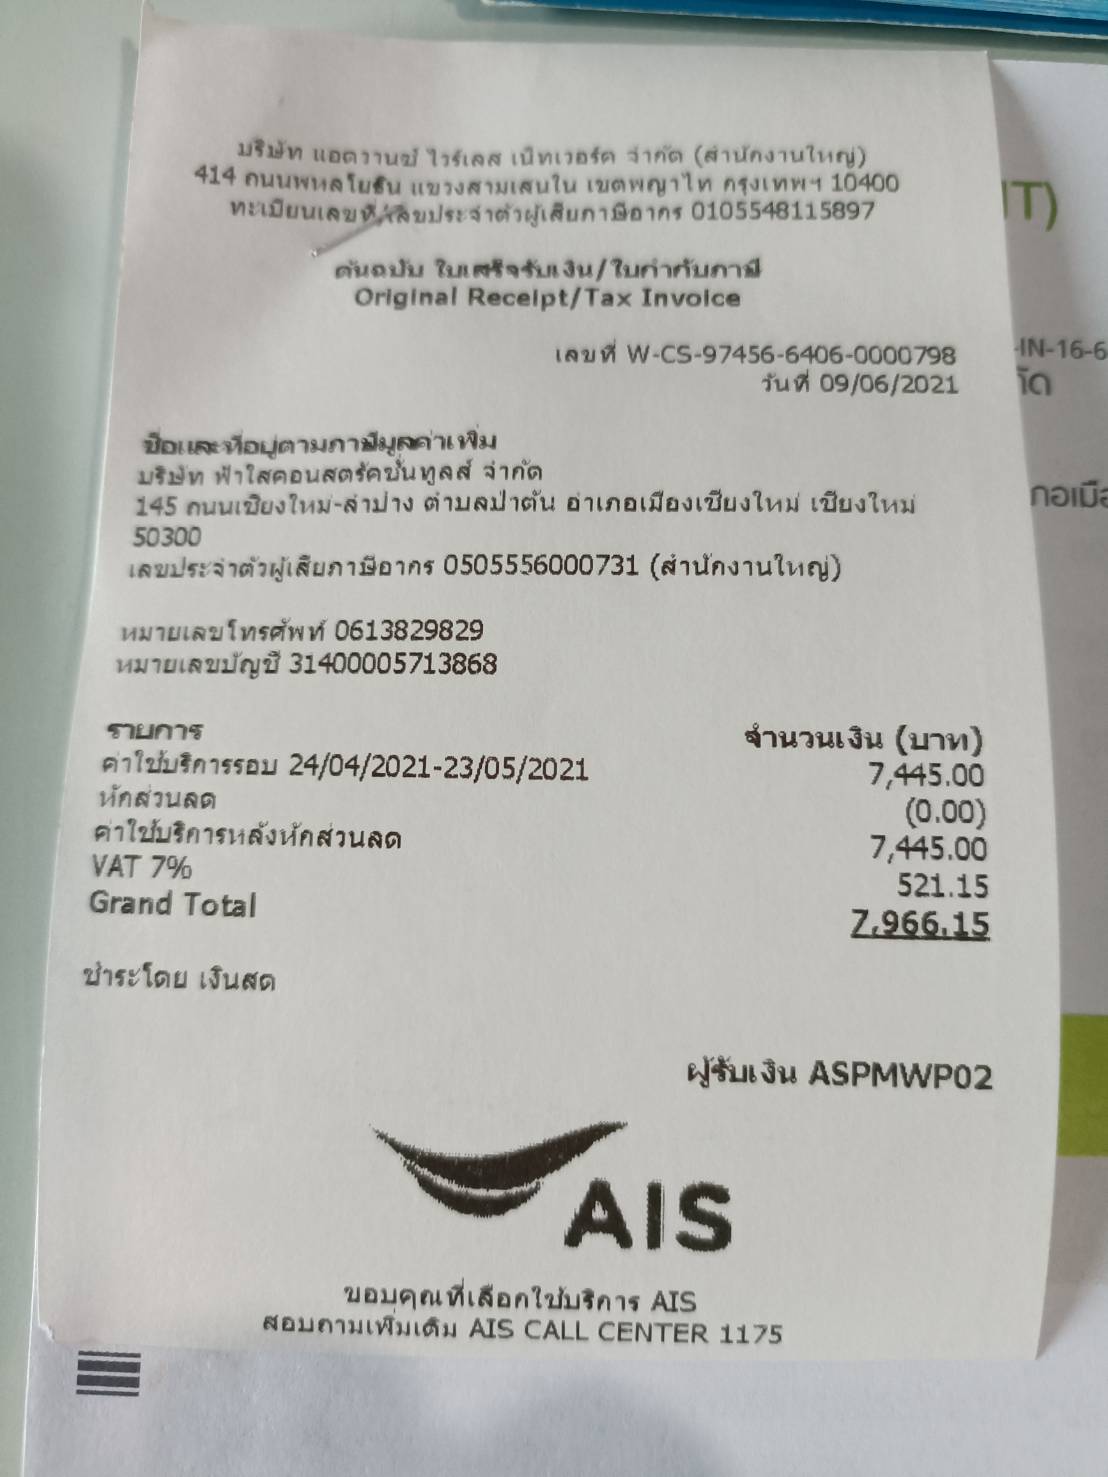 บริษัท แอดวานซ์ ไวร์เลส เน็ทเวอร์ค จำกัด (สำนักงานใหญ่)
414 ถนนพหลโยธิน แขวงสามเสนใน เขตพญาไท กรุงเทพฯ 10400
ทะเบียนเลขที่/เลขประจำตัวผู้เสียภาษีอากร 0105548115897
ต้นฉบับ ใบเสร็จรับเงิน/ใบกำกับภาษี
Original Receipt/Tax Invoice
เลขที่ W-CS-97456-6406-0000798
วันที่ 09/06/2021
ชื่อและที่อยู่ตามภาษีมูลค่าเพิ่ม
บริษัท ฟ้าใสคอนสตรัคชั่นทูลส์ จำกัด
145 ถนนเชียงใหม่-ลำปาง ตำบลป่าตัน อำเภอเมืองเชียงใหม่ เชียงใหม่
50300
เลขประจำตัวผู้เสียภาษีอากร 0505556000731 (สำนักงานใหญ่)
หมายเลขโทรศัพท์ 0613829829
หมายเลขบัญชี 31400005713868
รายการ จำนวนเงิน (บาท)
ค่าใช้บริการรอบ 24/04/2021-23/05/2021 7,445.00
หักส่วนลด (0.00)
ค่าใช้บริการหลังหักส่วนลด 7,445.00
VAT 7% 521.15
Grand Total 7,966.15
ชำระโดย เงินสด
ผู้รับเงิน ASPMWP02
AIS
ขอบคุณที่เลือกใช้บริการ AIS
สอบถามเพิ่มเติม AIS CALL CENTER 1175
IT)
-IN-16-6
กัด